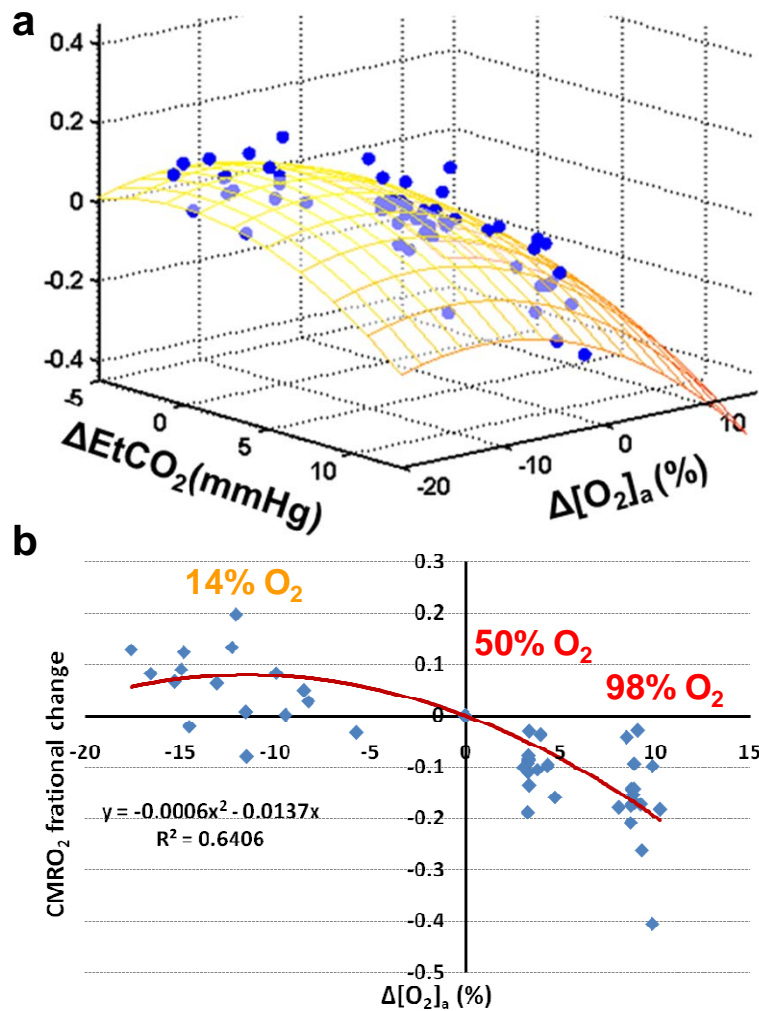 a
0.4
0.2
0
-0.2
-0.4
-5
0
5
10
ΔEtCO₂(mmHg)
-20
-10
0
10
Δ[O₂]ₐ(%)
b
0.3
14% O₂
0.2
50% O₂
0.1
98% O₂
0
-20
-15
-10
-5
0
5
10
15
-0.1
y = -0.0006x² - 0.0137x
-0.2
R² = 0.6406
-0.3
-0.4
-0.5
CMRO₂ frational change
Δ[O₂]ₐ (%)